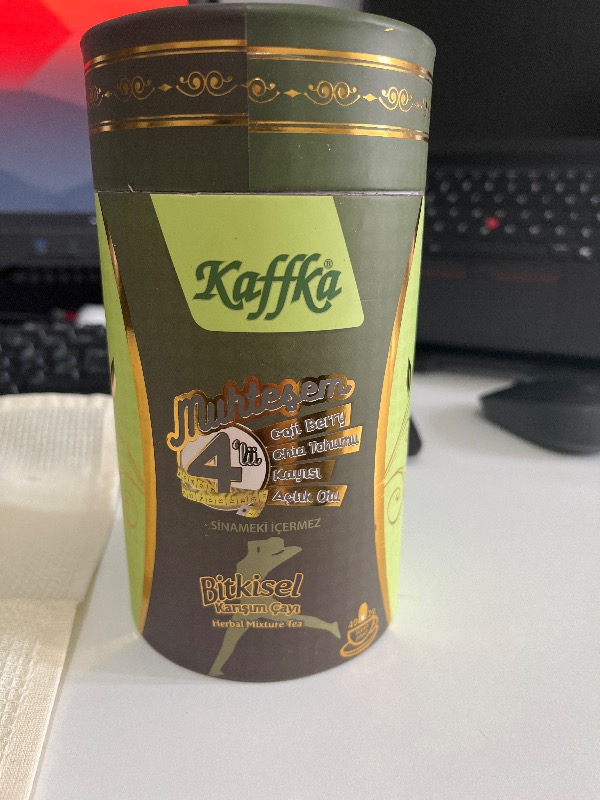 Kaffka®
Muhteşem
4'lü
Goji Berry
Chia Tohumu
Kayısı
Açlık Otu
SİNAMEKİ İÇERMEZ
Bitkisel
Karışım Çayı
Herbal Mixture Tea